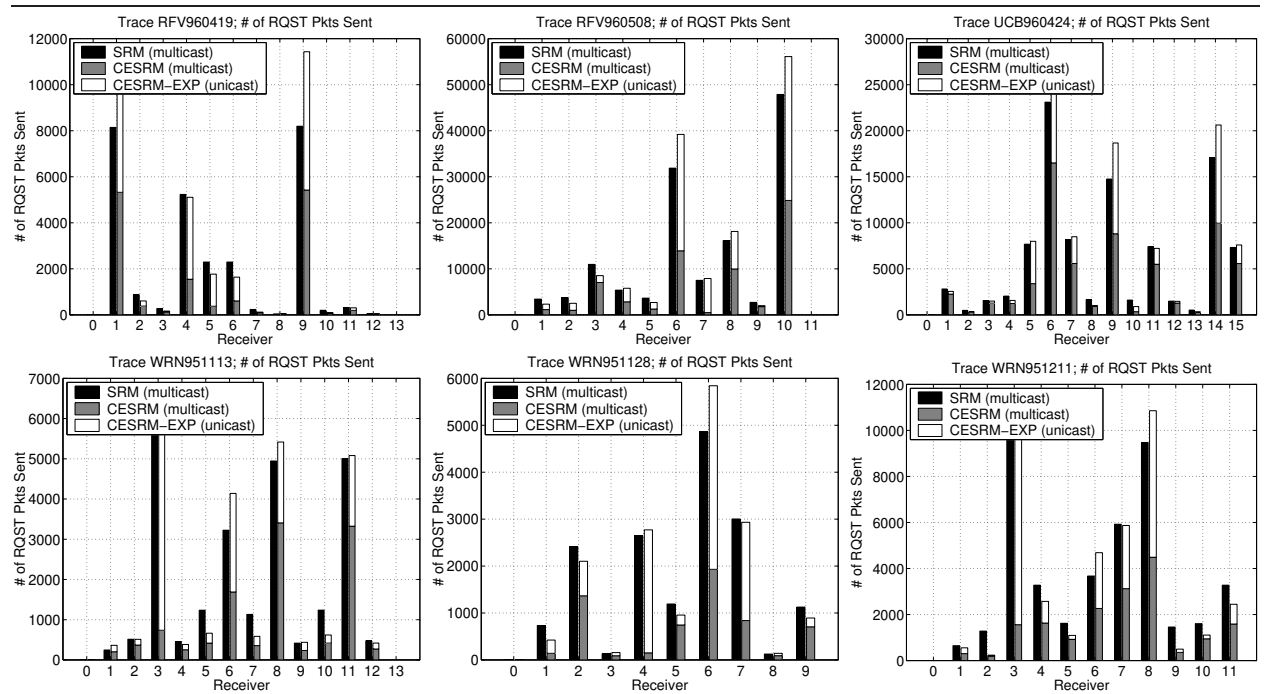 Trace RFV960419; # of RQST Pkts Sent
12000
10000
8000
6000
4000
2000
0
# of RQST Pkts Sent
SRM (multicast)
CESRM (multicast)
CESRM−EXP (unicast)
0 1 2 3 4 5 6 7 8 9 10 11 12 13
Receiver
Trace RFV960508; # of RQST Pkts Sent
60000
50000
40000
30000
20000
10000
0
# of RQST Pkts Sent
SRM (multicast)
CESRM (multicast)
CESRM−EXP (unicast)
0 1 2 3 4 5 6 7 8 9 10 11
Receiver
Trace UCB960424; # of RQST Pkts Sent
30000
25000
20000
15000
10000
5000
0
# of RQST Pkts Sent
SRM (multicast)
CESRM (multicast)
CESRM−EXP (unicast)
0 1 2 3 4 5 6 7 8 9 10 11 12 13 14 15
Receiver
Trace WRN951113; # of RQST Pkts Sent
7000
6000
5000
4000
3000
2000
1000
0
# of RQST Pkts Sent
SRM (multicast)
CESRM (multicast)
CESRM−EXP (unicast)
0 1 2 3 4 5 6 7 8 9 10 11 12 13
Receiver
Trace WRN951128; # of RQST Pkts Sent
6000
5000
4000
3000
2000
1000
0
# of RQST Pkts Sent
SRM (multicast)
CESRM (multicast)
CESRM−EXP (unicast)
0 1 2 3 4 5 6 7 8 9
Receiver
Trace WRN951211; # of RQST Pkts Sent
12000
10000
8000
6000
4000
2000
0
# of RQST Pkts Sent
SRM (multicast)
CESRM (multicast)
CESRM−EXP (unicast)
0 1 2 3 4 5 6 7 8 9 10 11
Receiver